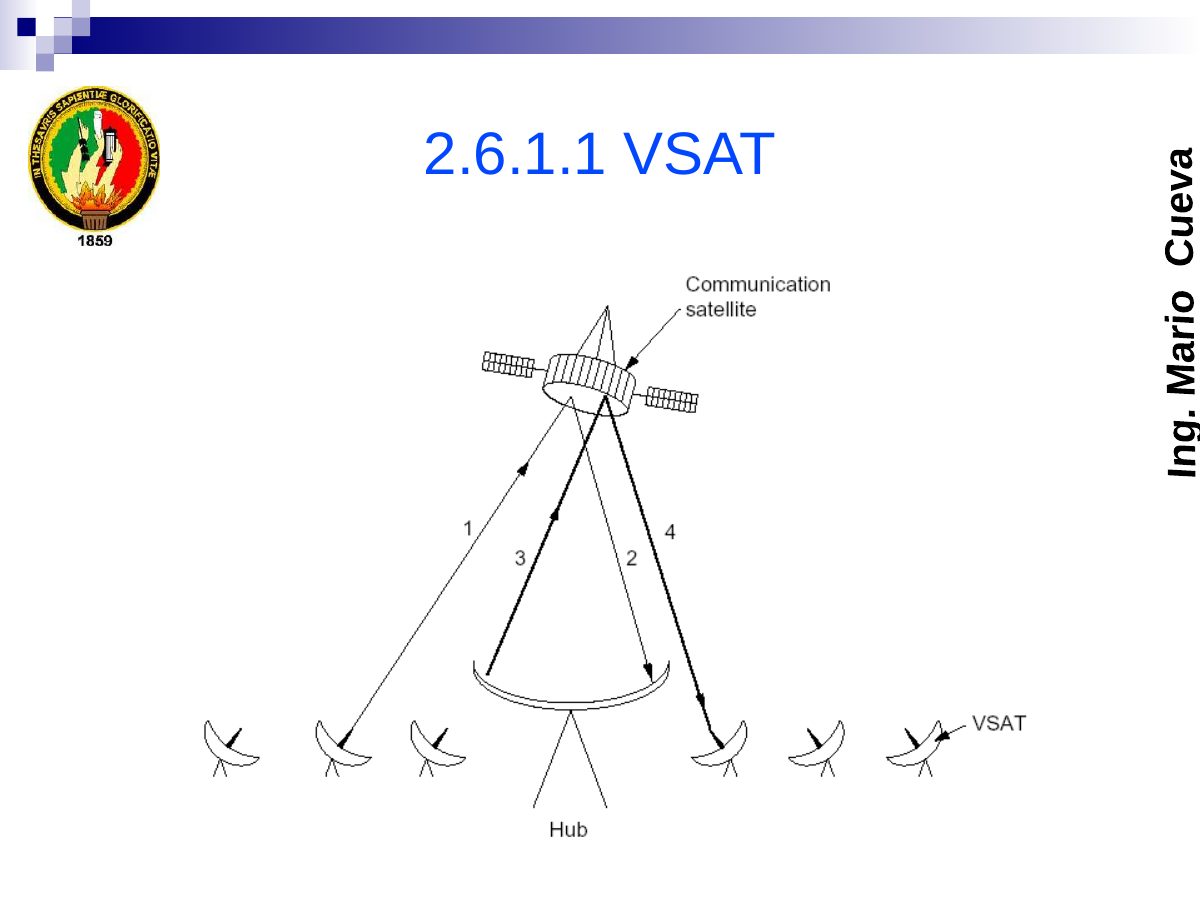 IN THESAVRIS SAPIENTIÆ GLORIFICATIO VITÆ
1859
2.6.1.1 VSAT
Ing. Mario Cueva
Communication
satellite
1
3
2
4
VSAT
Hub